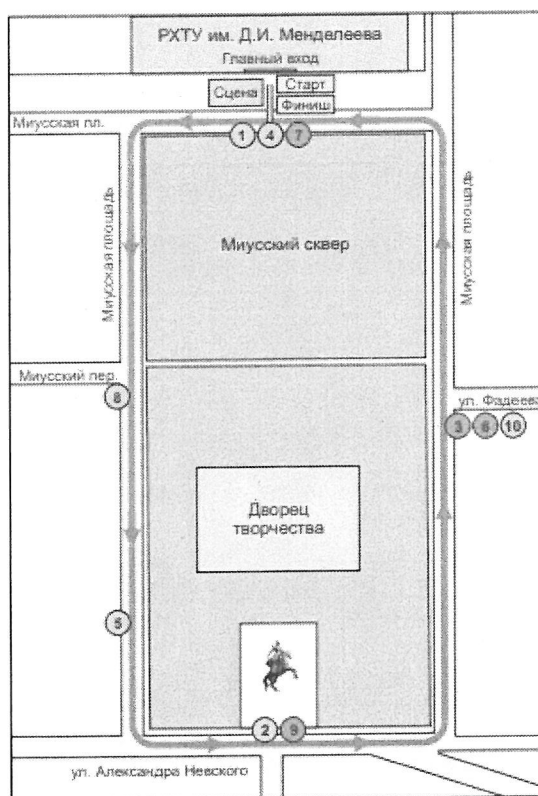 РХТУ им. Д.И. Менделеева
Главный вход
Сцена
Старт
Финиш
Миусская пл.
1 4 7
Миусская площадь
Миусская площадь
Миусский сквер
Миусский пер.
8
ул. Фадеева
3 6 10
Дворец
творчества
5
2 9
ул. Александра Невского